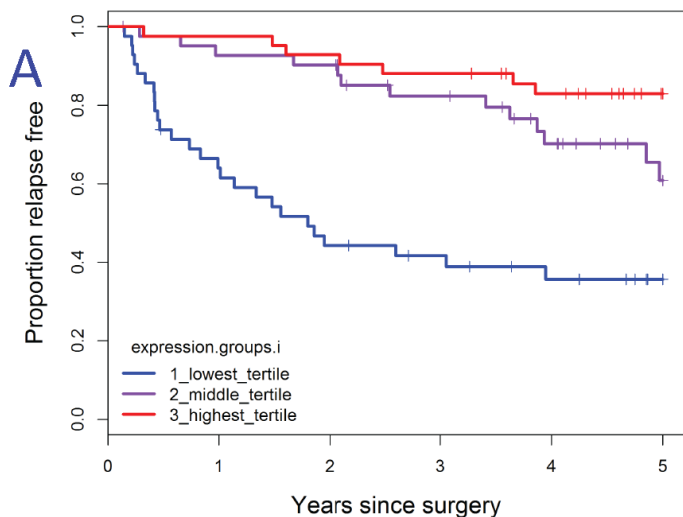 A
Proportion relapse free
1.0
0.8
0.6
0.4
0.2
0.0
expression.groups.i
1_lowest_tertile
2_middle_tertile
3_highest_tertile
0 1 2 3 4 5
Years since surgery